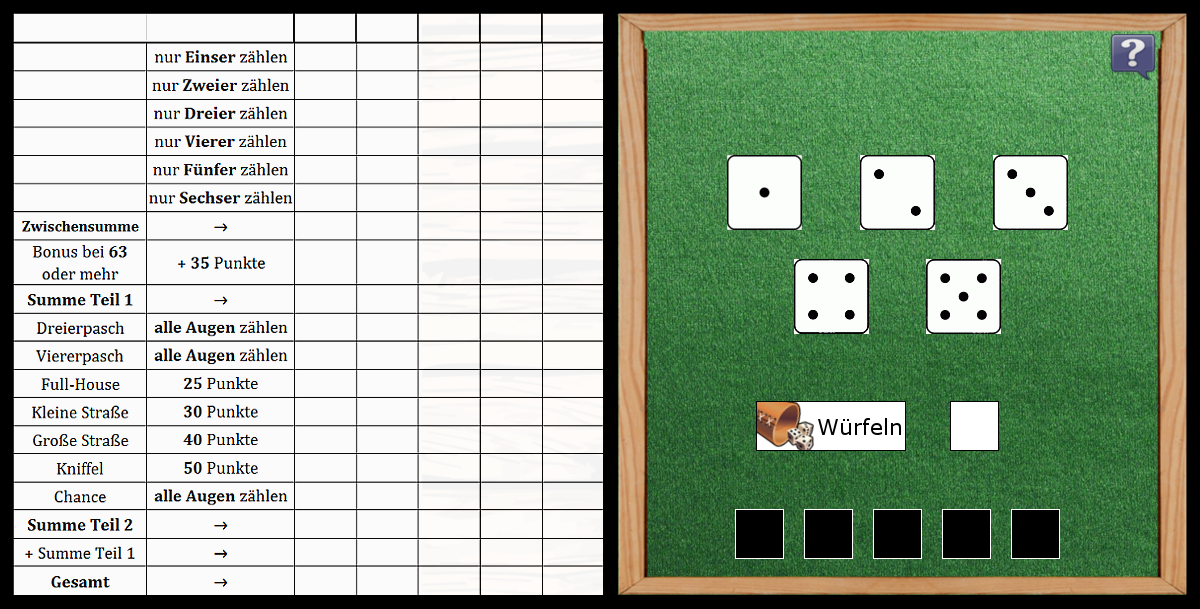 nur Einser zählen
nur Zweier zählen
nur Dreier zählen
nur Vierer zählen
nur Fünfer zählen
nur Sechser zählen
Zwischensumme →
Bonus bei 63
oder mehr
+ 35 Punkte
Summe Teil 1 →
Dreierpasch alle Augen zählen
Viererpasch alle Augen zählen
Full-House 25 Punkte
Kleine Straße 30 Punkte
Große Straße 40 Punkte
Kniffel 50 Punkte
Chance alle Augen zählen
Summe Teil 2 →
+ Summe Teil 1 →
Gesamt →
?
Würfeln